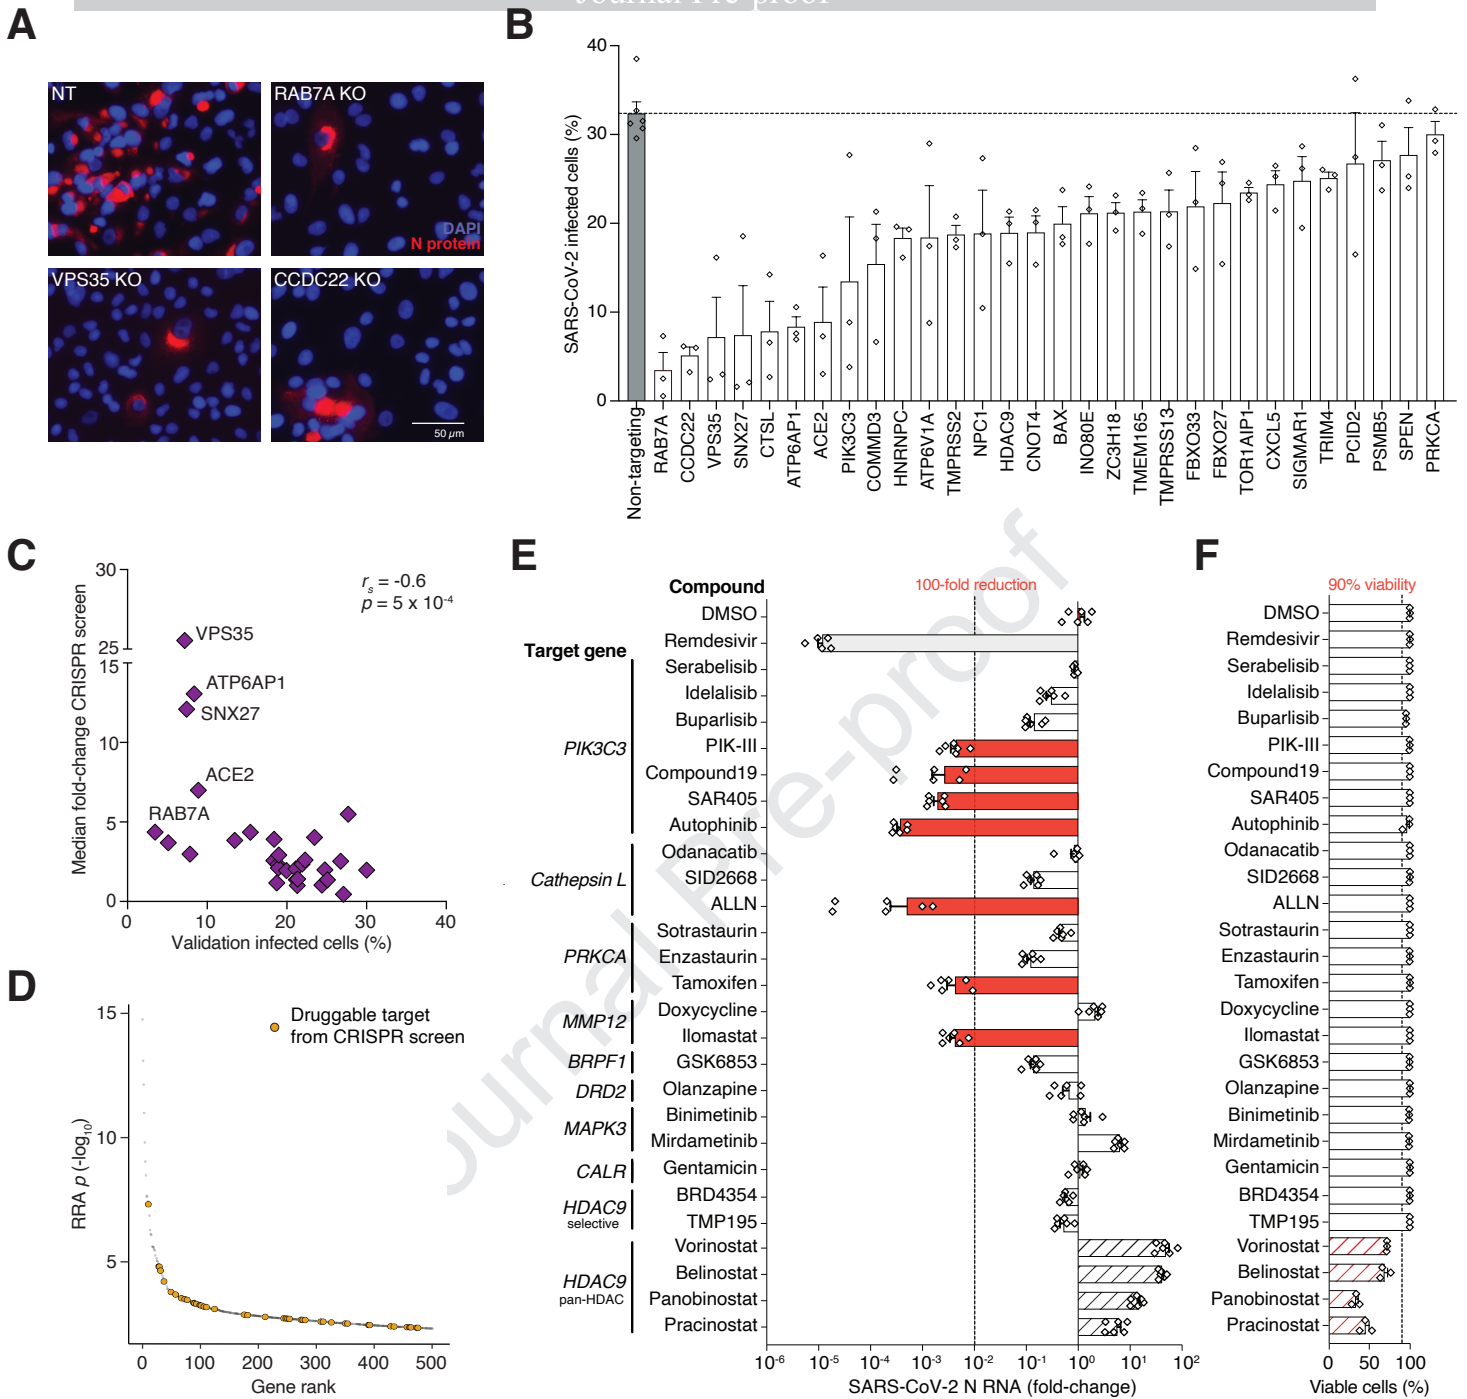 Journal Pre-proof
A
NT
RAB7A KO
DAPI
N protein
VPS35 KO
CCDC22 KO
50 µm
B
SARS-CoV-2 infected cells (%)
40
30
20
10
0
Non-targeting
RAB7A
CCDC22
VPS35
SNX27
CTSL
ATP6AP1
ACE2
PIK3C3
COMMD3
HNRNPC
ATP6V1A
TMPRSS2
NPC1
HDAC9
CNOT4
BAX
INO80E
ZC3H18
TMEM165
TMPRSS13
FBXO33
FBXO27
TOR1AIP1
CXCL5
SIGMAR1
TRIM4
PCID2
PSMB5
SPEN
PRKCA
C
Median fold-change CRISPR screen
30
25
15
10
5
0
rs = -0.6
p = 5 x 10-4
VPS35
ATP6AP1
SNX27
ACE2
RAB7A
0 10 20 30 40
Validation infected cells (%)
D
RRA p (-log10)
15
10
5
Druggable target
from CRISPR screen
0 100 200 300 400 500
Gene rank
E
Compound
100-fold reduction
Target gene
DMSO
Remdesivir
PIK3C3
Serabelisib
Idelalisib
Buparlisib
PIK-III
Compound19
SAR405
Autophinib
Cathepsin L
Odanacatib
SID2668
ALLN
PRKCA
Sotrastaurin
Enzastaurin
Tamoxifen
MMP12
Doxycycline
Ilomastat
BRPF1
GSK6853
DRD2
Olanzapine
MAPK3
Binimetinib
Mirdametinib
CALR
Gentamicin
HDAC9
selective
BRD4354
TMP195
HDAC9
pan-HDAC
Vorinostat
Belinostat
Panobinostat
Pracinostat
10-6 10-5 10-4 10-3 10-2 10-1 100 101 102
SARS-CoV-2 N RNA (fold-change)
F
90% viability
DMSO
Remdesivir
Serabelisib
Idelalisib
Buparlisib
PIK-III
Compound19
SAR405
Autophinib
Odanacatib
SID2668
ALLN
Sotrastaurin
Enzastaurin
Tamoxifen
Doxycycline
Ilomastat
GSK6853
Olanzapine
Binimetinib
Mirdametinib
Gentamicin
BRD4354
TMP195
Vorinostat
Belinostat
Panobinostat
Pracinostat
0 50 100
Viable cells (%)
Journal Pre-proof